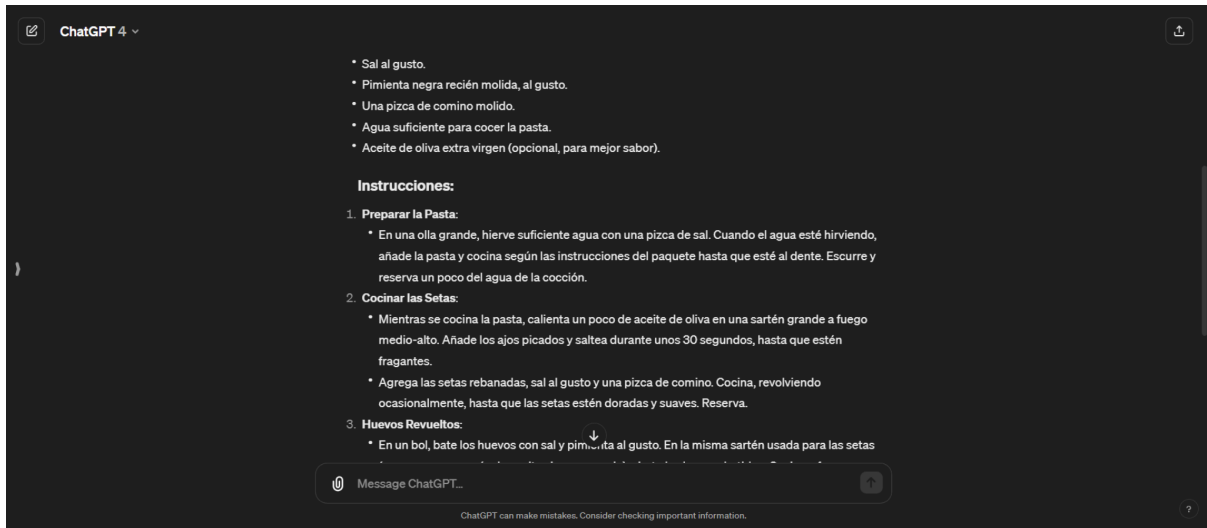 ChatGPT 4
• Sal al gusto.
• Pimienta negra recién molida, al gusto.
• Una pizca de comino molido.
• Agua suficiente para cocer la pasta.
• Aceite de oliva extra virgen (opcional, para mejor sabor).
Instrucciones:
1. Preparar la Pasta:
• En una olla grande, hierve suficiente agua con una pizca de sal. Cuando el agua esté hirviendo,
añade la pasta y cocina según las instrucciones del paquete hasta que esté al dente. Escurre y
reserva un poco del agua de la cocción.
2. Cocinar las Setas:
• Mientras se cocina la pasta, calienta un poco de aceite de oliva en una sartén grande a fuego
medio-alto. Añade los ajos picados y saltea durante unos 30 segundos, hasta que estén
fragantes.
• Agrega las setas rebanadas, sal al gusto y una pizca de comino. Cocina, revolviendo
ocasionalmente, hasta que las setas estén doradas y suaves. Reserva.
3. Huevos Revueltos:
• En un bol, bate los huevos con sal y pimienta al gusto. En la misma sartén usada para las setas
Message ChatGPT...
ChatGPT can make mistakes. Consider checking important information.
?